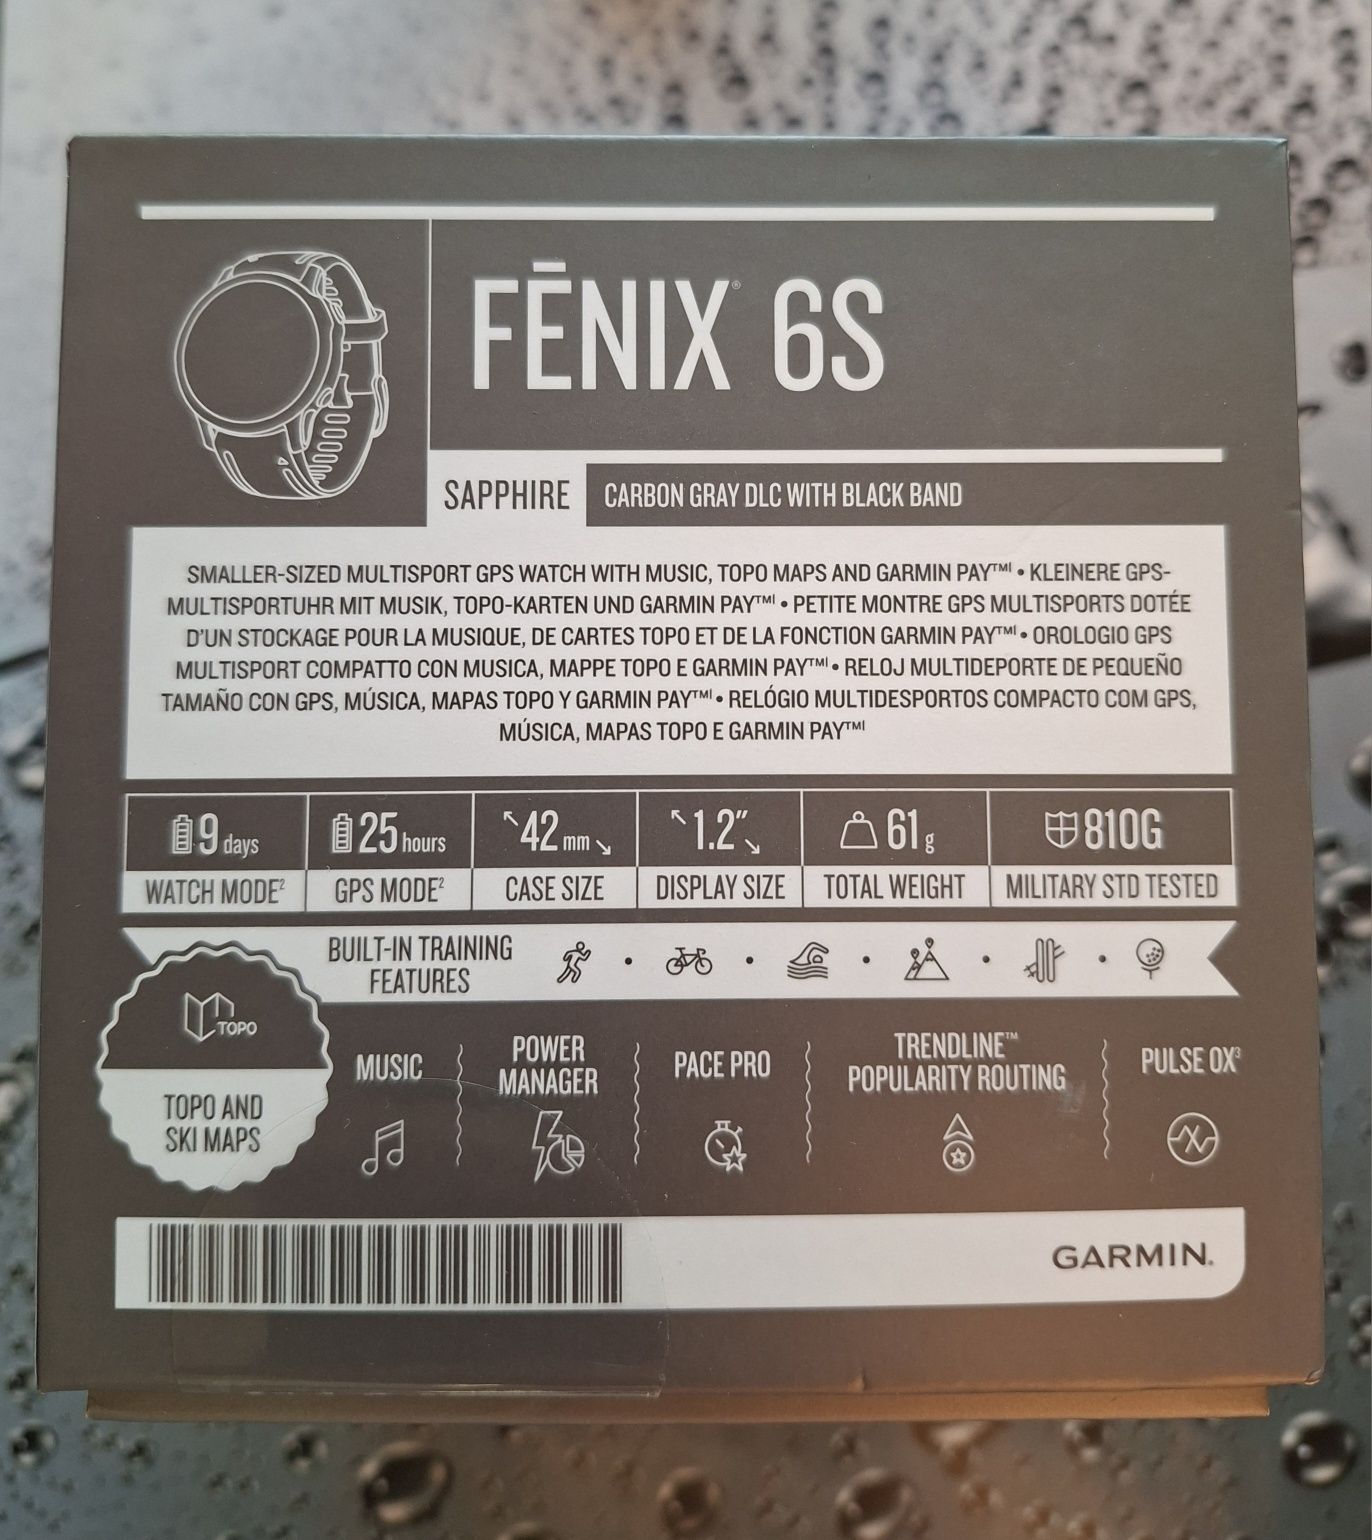 FĒNIX® 6S
SAPPHIRE
CARBON GRAY DLC WITH BLACK BAND
SMALLER-SIZED MULTISPORT GPS WATCH WITH MUSIC, TOPO MAPS AND GARMIN PAY™¹ • KLEINERE GPS-
MULTISPORTUHR MIT MUSIK, TOPO-KARTEN UND GARMIN PAY™¹ • PETITE MONTRE GPS MULTISPORTS DOTÉE
D'UN STOCKAGE POUR LA MUSIQUE, DE CARTES TOPO ET DE LA FONCTION GARMIN PAY™¹ • OROLOGIO GPS
MULTISPORT COMPATTO CON MUSICA, MAPPE TOPO E GARMIN PAY™¹ • RELOJ MULTIDEPORTE DE PEQUEÑO
TAMAÑO CON GPS, MÚSICA, MAPAS TOPO Y GARMIN PAY™¹ • RELÓGIO MULTIDESPORTOS COMPACTO COM GPS,
MÚSICA, MAPAS TOPO E GARMIN PAY™¹
9 days
WATCH MODE²
25 hours
GPS MODE²
42 mm
CASE SIZE
1.2″
DISPLAY SIZE
61 g
TOTAL WEIGHT
810G
MILITARY STD TESTED
BUILT-IN TRAINING
FEATURES
TOPO
TOPO AND
SKI MAPS
MUSIC
POWER
MANAGER
PACE PRO
TRENDLINE™
POPULARITY ROUTING
PULSE OX³
GARMIN.